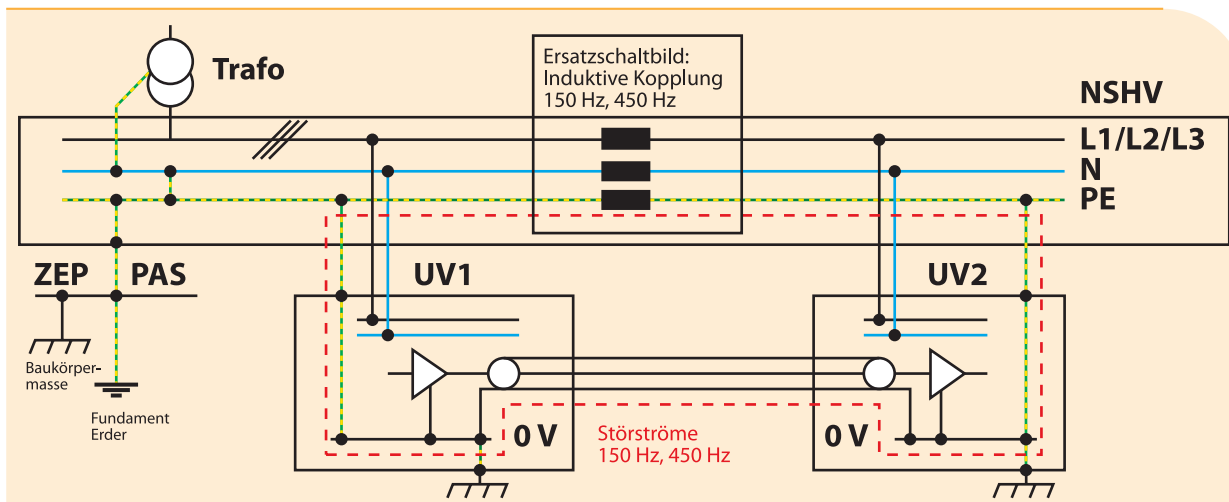 Trafo
Ersatzschaltbild:
Induktive Kopplung
150 Hz, 450 Hz
NSHV
L1/L2/L3
N
PE
ZEP
PAS
UV1
UV2
Baukörper-
masse
Fundament
Erder
0 V
Störströme
150 Hz, 450 Hz
0 V